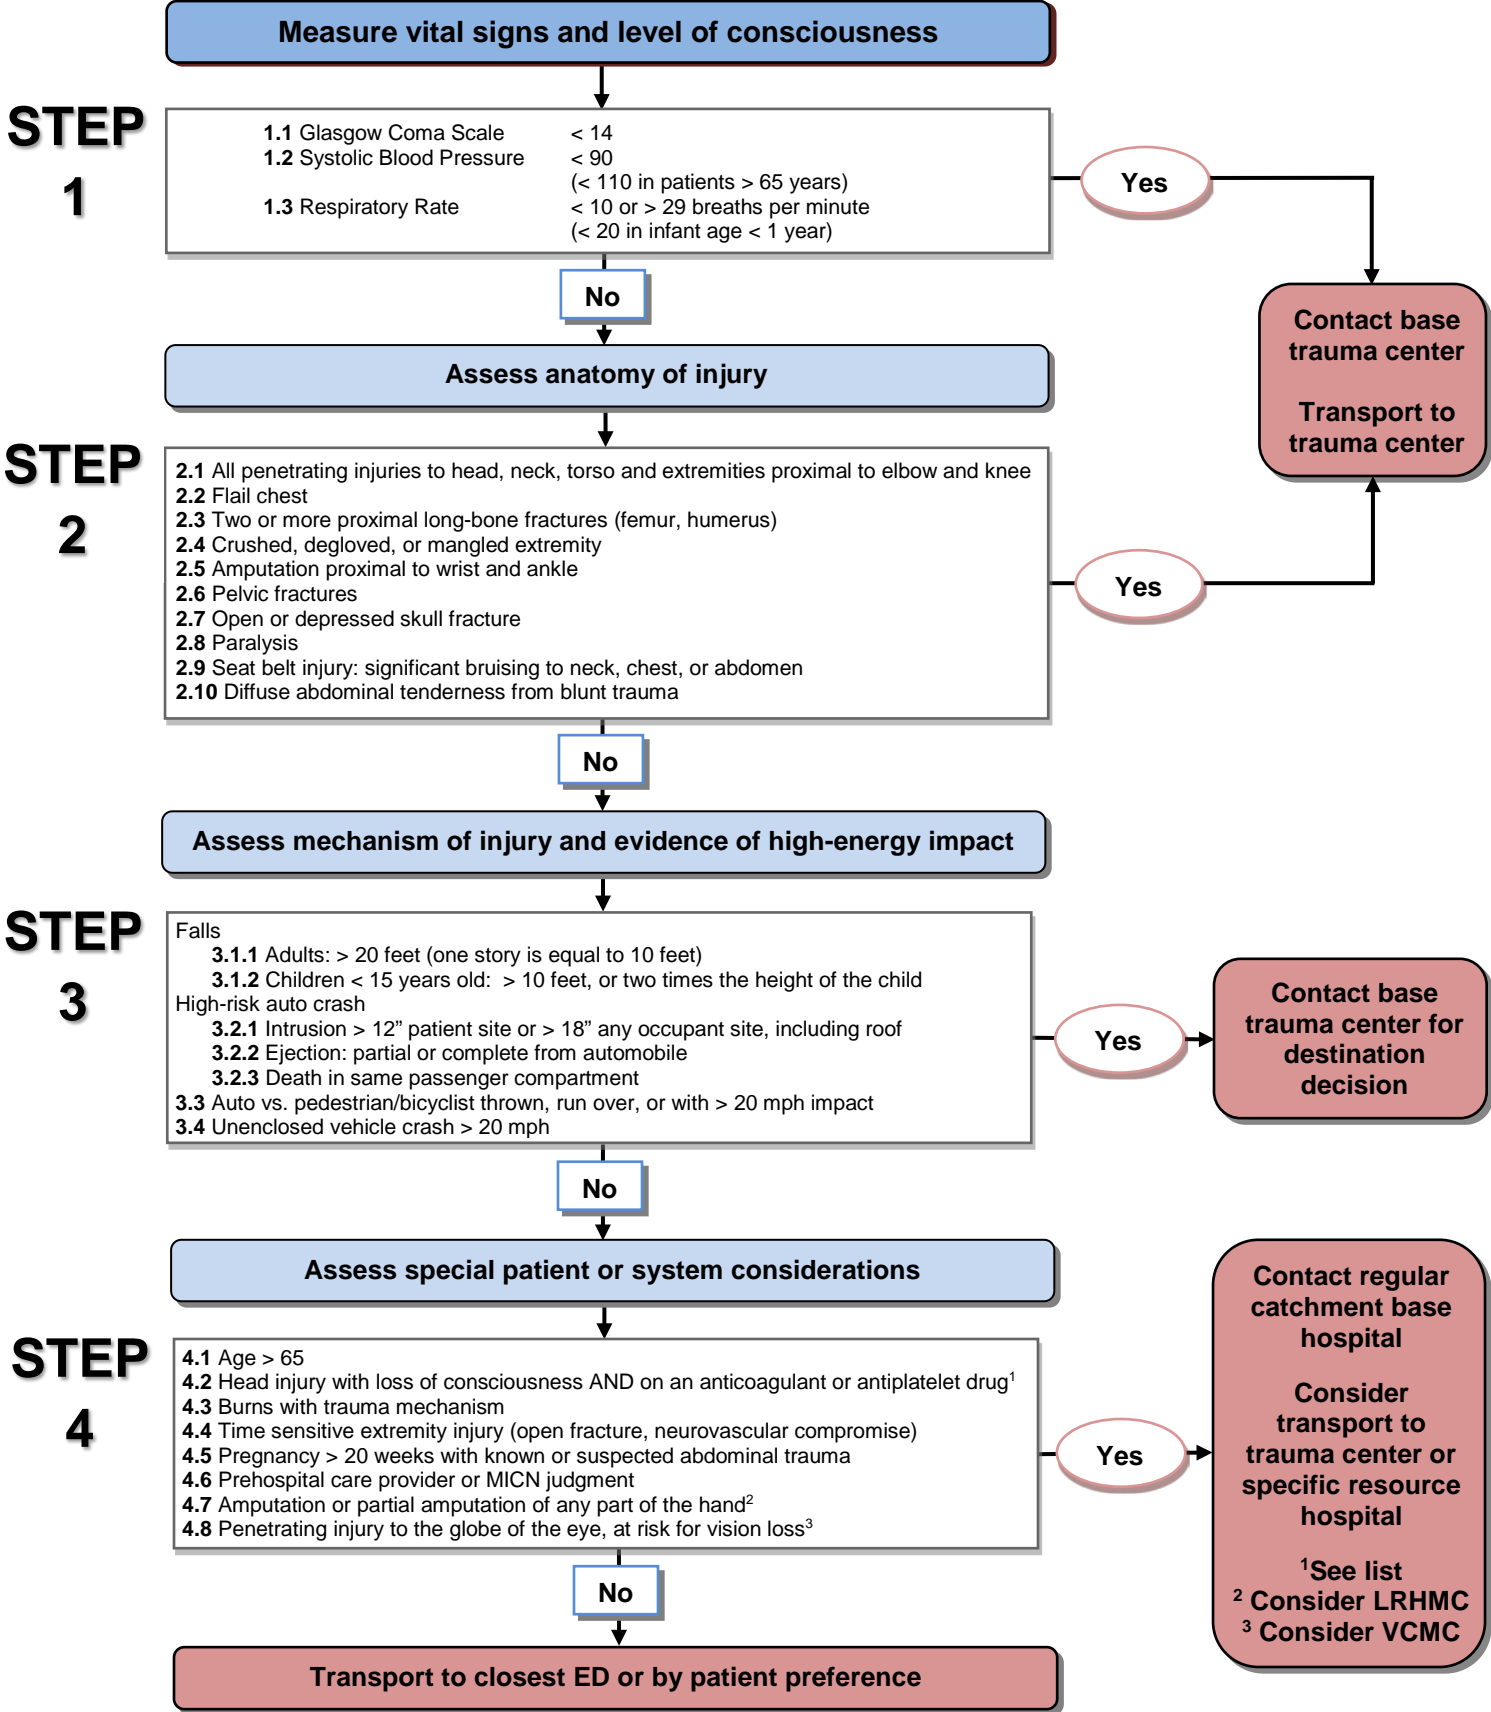 Measure vital signs and level of consciousness
STEP
1
1.1 Glasgow Coma Scale < 14
1.2 Systolic Blood Pressure < 90
(< 110 in patients > 65 years)
1.3 Respiratory Rate < 10 or > 29 breaths per minute
(< 20 in infant age < 1 year)
Yes
No
Contact base
trauma center
Transport to
trauma center
Assess anatomy of injury
STEP
2
2.1 All penetrating injuries to head, neck, torso and extremities proximal to elbow and knee
2.2 Flail chest
2.3 Two or more proximal long-bone fractures (femur, humerus)
2.4 Crushed, degloved, or mangled extremity
2.5 Amputation proximal to wrist and ankle
2.6 Pelvic fractures
2.7 Open or depressed skull fracture
2.8 Paralysis
2.9 Seat belt injury: significant bruising to neck, chest, or abdomen
2.10 Diffuse abdominal tenderness from blunt trauma
Yes
No
Assess mechanism of injury and evidence of high-energy impact
STEP
3
Falls
3.1.1 Adults: > 20 feet (one story is equal to 10 feet)
3.1.2 Children < 15 years old: > 10 feet, or two times the height of the child
High-risk auto crash
3.2.1 Intrusion > 12” patient site or > 18” any occupant site, including roof
3.2.2 Ejection: partial or complete from automobile
3.2.3 Death in same passenger compartment
3.3 Auto vs. pedestrian/bicyclist thrown, run over, or with > 20 mph impact
3.4 Unenclosed vehicle crash > 20 mph
Yes
Contact base
trauma center for
destination
decision
No
Assess special patient or system considerations
STEP
4
4.1 Age > 65
4.2 Head injury with loss of consciousness AND on an anticoagulant or antiplatelet drug¹
4.3 Burns with trauma mechanism
4.4 Time sensitive extremity injury (open fracture, neurovascular compromise)
4.5 Pregnancy > 20 weeks with known or suspected abdominal trauma
4.6 Prehospital care provider or MICN judgment
4.7 Amputation or partial amputation of any part of the hand²
4.8 Penetrating injury to the globe of the eye, at risk for vision loss³
Yes
Contact regular
catchment base
hospital
Consider
transport to
trauma center or
specific resource
hospital
¹See list
² Consider LRHMC
³ Consider VCMC
No
Transport to closest ED or by patient preference